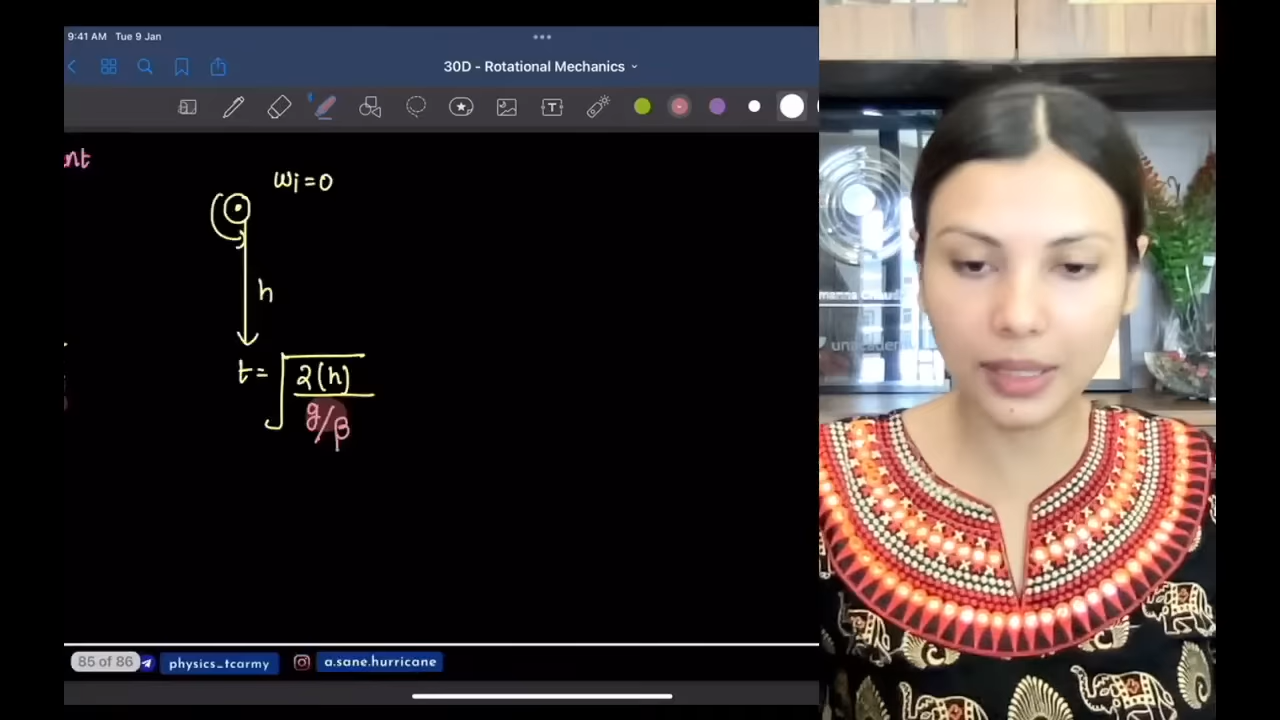 9:41 AM Tue 9 Jan
30D - Rotational Mechanics
nt
ωi=0
h
t= √2(h)
g/β
85 of 86
physics_tcarmy
a.sane.hurricane